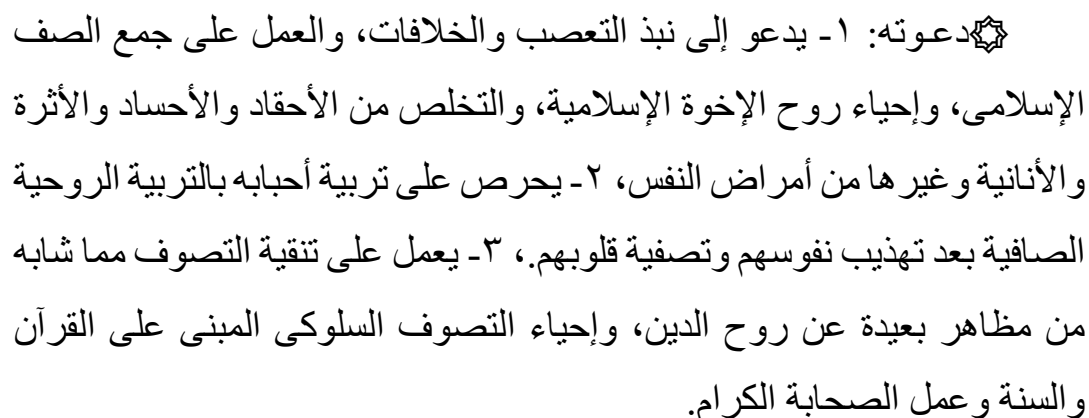 ۞دعوته: ١- يدعو إلى نبذ التعصب والخلافات، والعمل على جمع الصف
الإسلامى، وإحياء روح الإخوة الإسلامية، والتخلص من الأحقاد والأحساد والأثرة
والأنانية وغيرها من أمراض النفس، ٢- يحرص على تربية أحبابه بالتربية الروحية
الصافية بعد تهذيب نفوسهم وتصفية قلوبهم.، ٣- يعمل على تنقية التصوف مما شابه
من مظاهر بعيدة عن روح الدين، وإحياء التصوف السلوكى المبنى على القرآن
والسنة وعمل الصحابة الكرام.